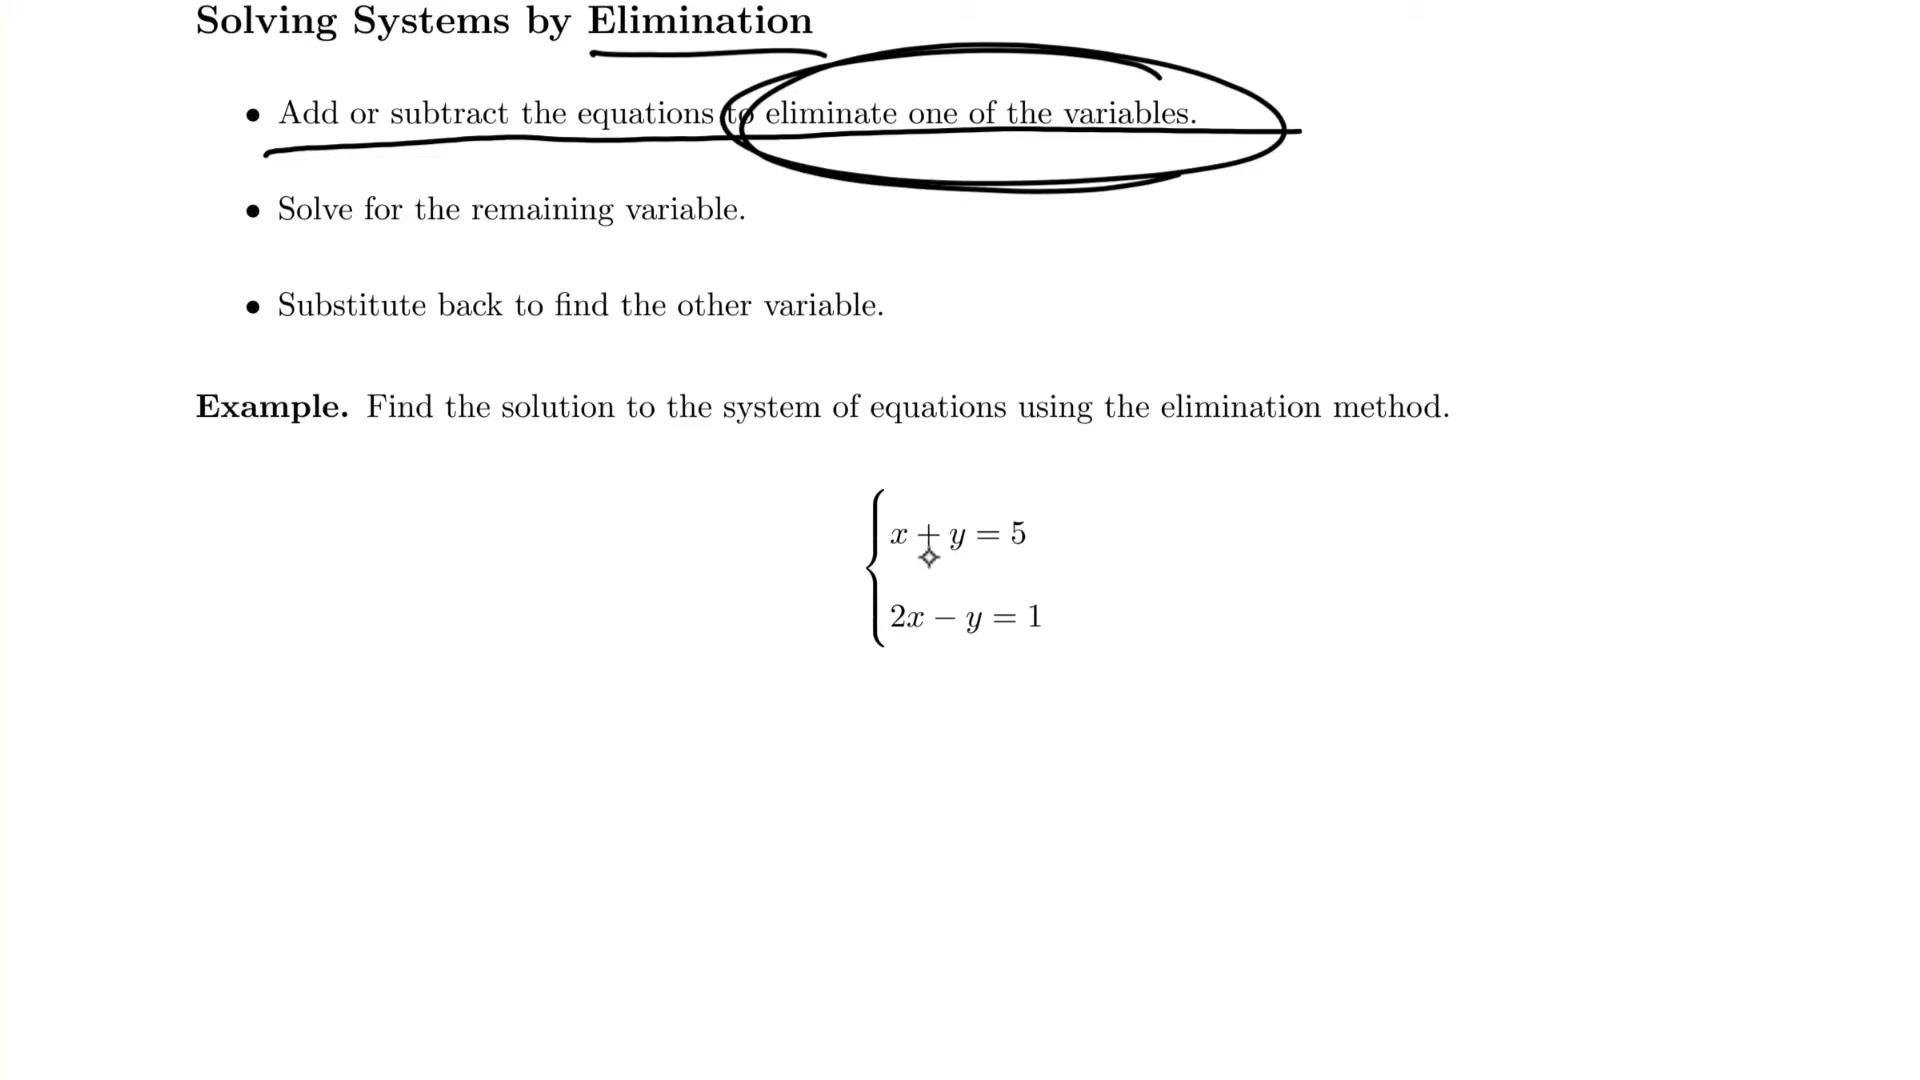 Solving Systems by Elimination
• Add or subtract the equations to eliminate one of the variables.
• Solve for the remaining variable.
• Substitute back to find the other variable.
Example. Find the solution to the system of equations using the elimination method.
x + y = 5
2x − y = 1